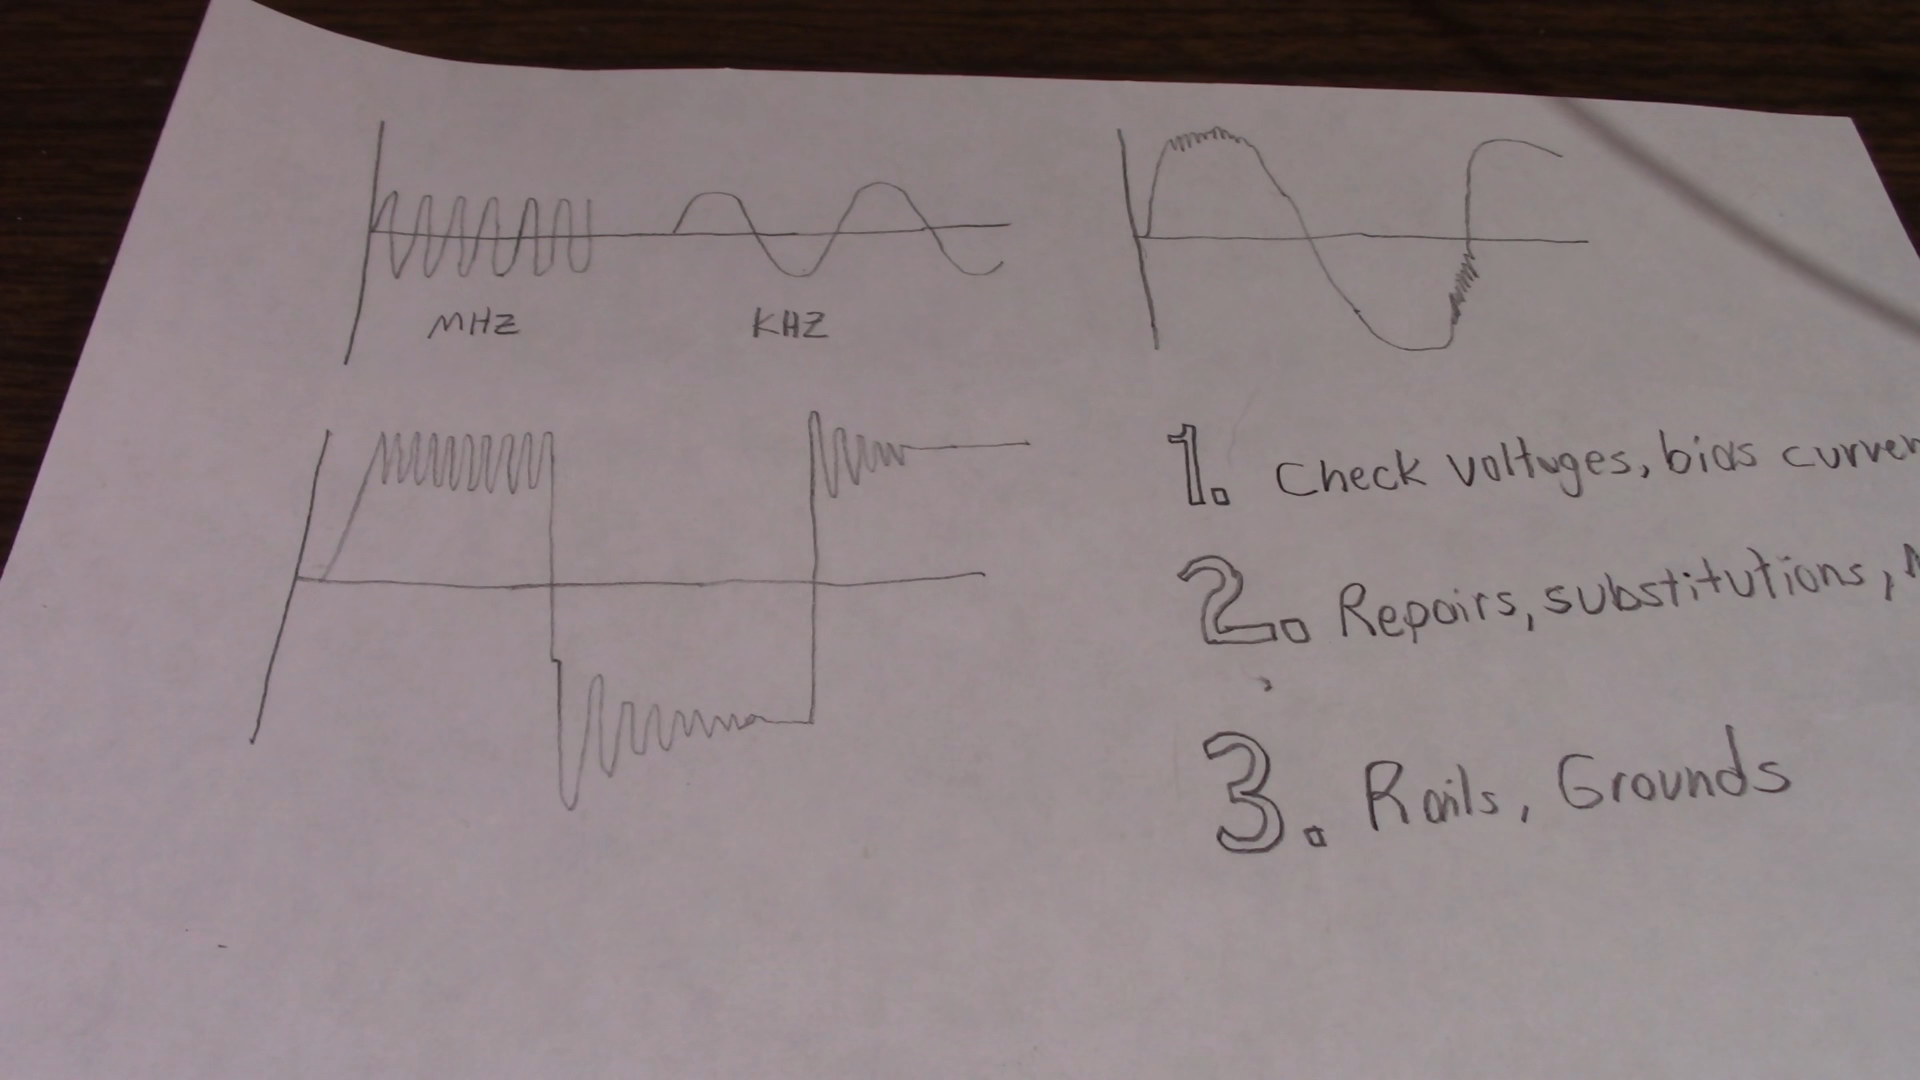 MHZ
KHZ
1. Check voltages, bias
2. Repairs, substitutions,
3. Rails, Grounds